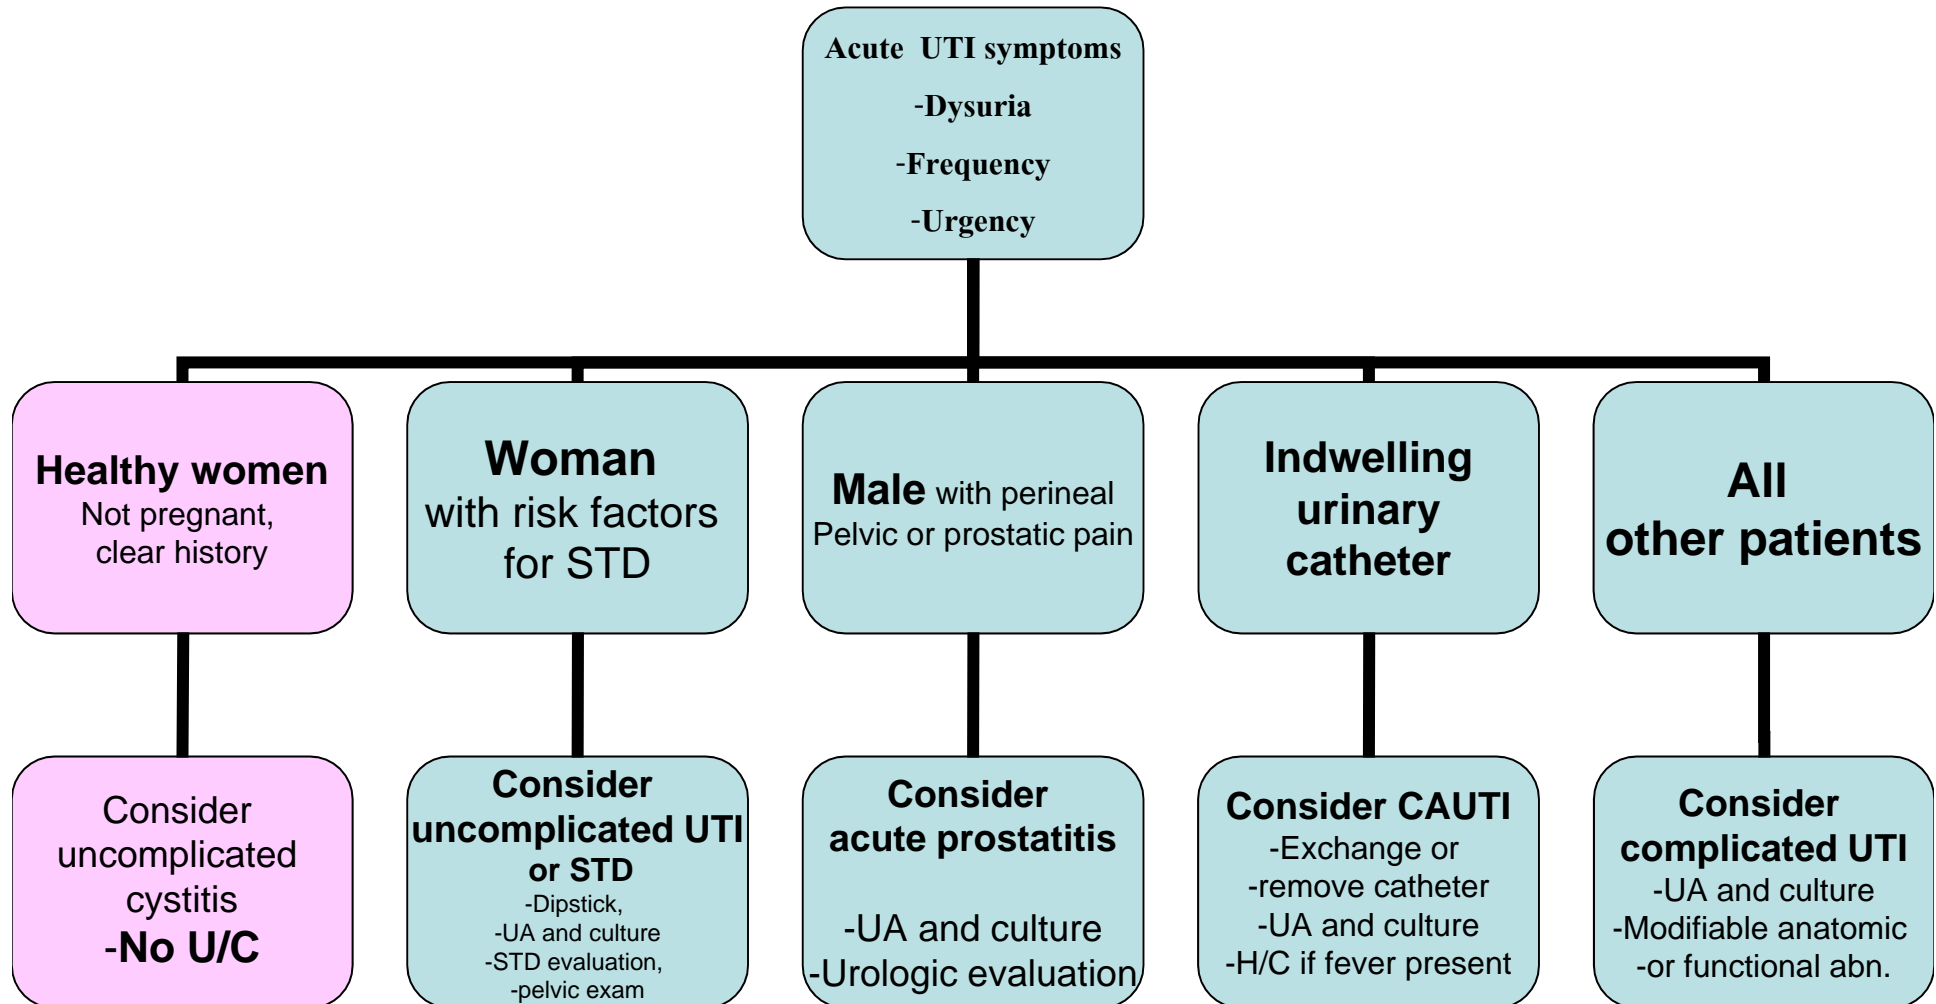 Acute UTI symptoms
-Dysuria
-Frequency
-Urgency
Healthy women
Not pregnant,
clear history
Woman
with risk factors
for STD
Male with perineal
Pelvic or prostatic pain
Indwelling
urinary
catheter
All
other patients
Consider
uncomplicated
cystitis
-No U/C
Consider
uncomplicated UTI
or STD
-Dipstick,
-UA and culture
-STD evaluation,
-pelvic exam
Consider
acute prostatitis
-UA and culture
-Urologic evaluation
Consider CAUTI
-Exchange or
-remove catheter
-UA and culture
-H/C if fever present
Consider
complicated UTI
-UA and culture
-Modifiable anatomic
-or functional abn.